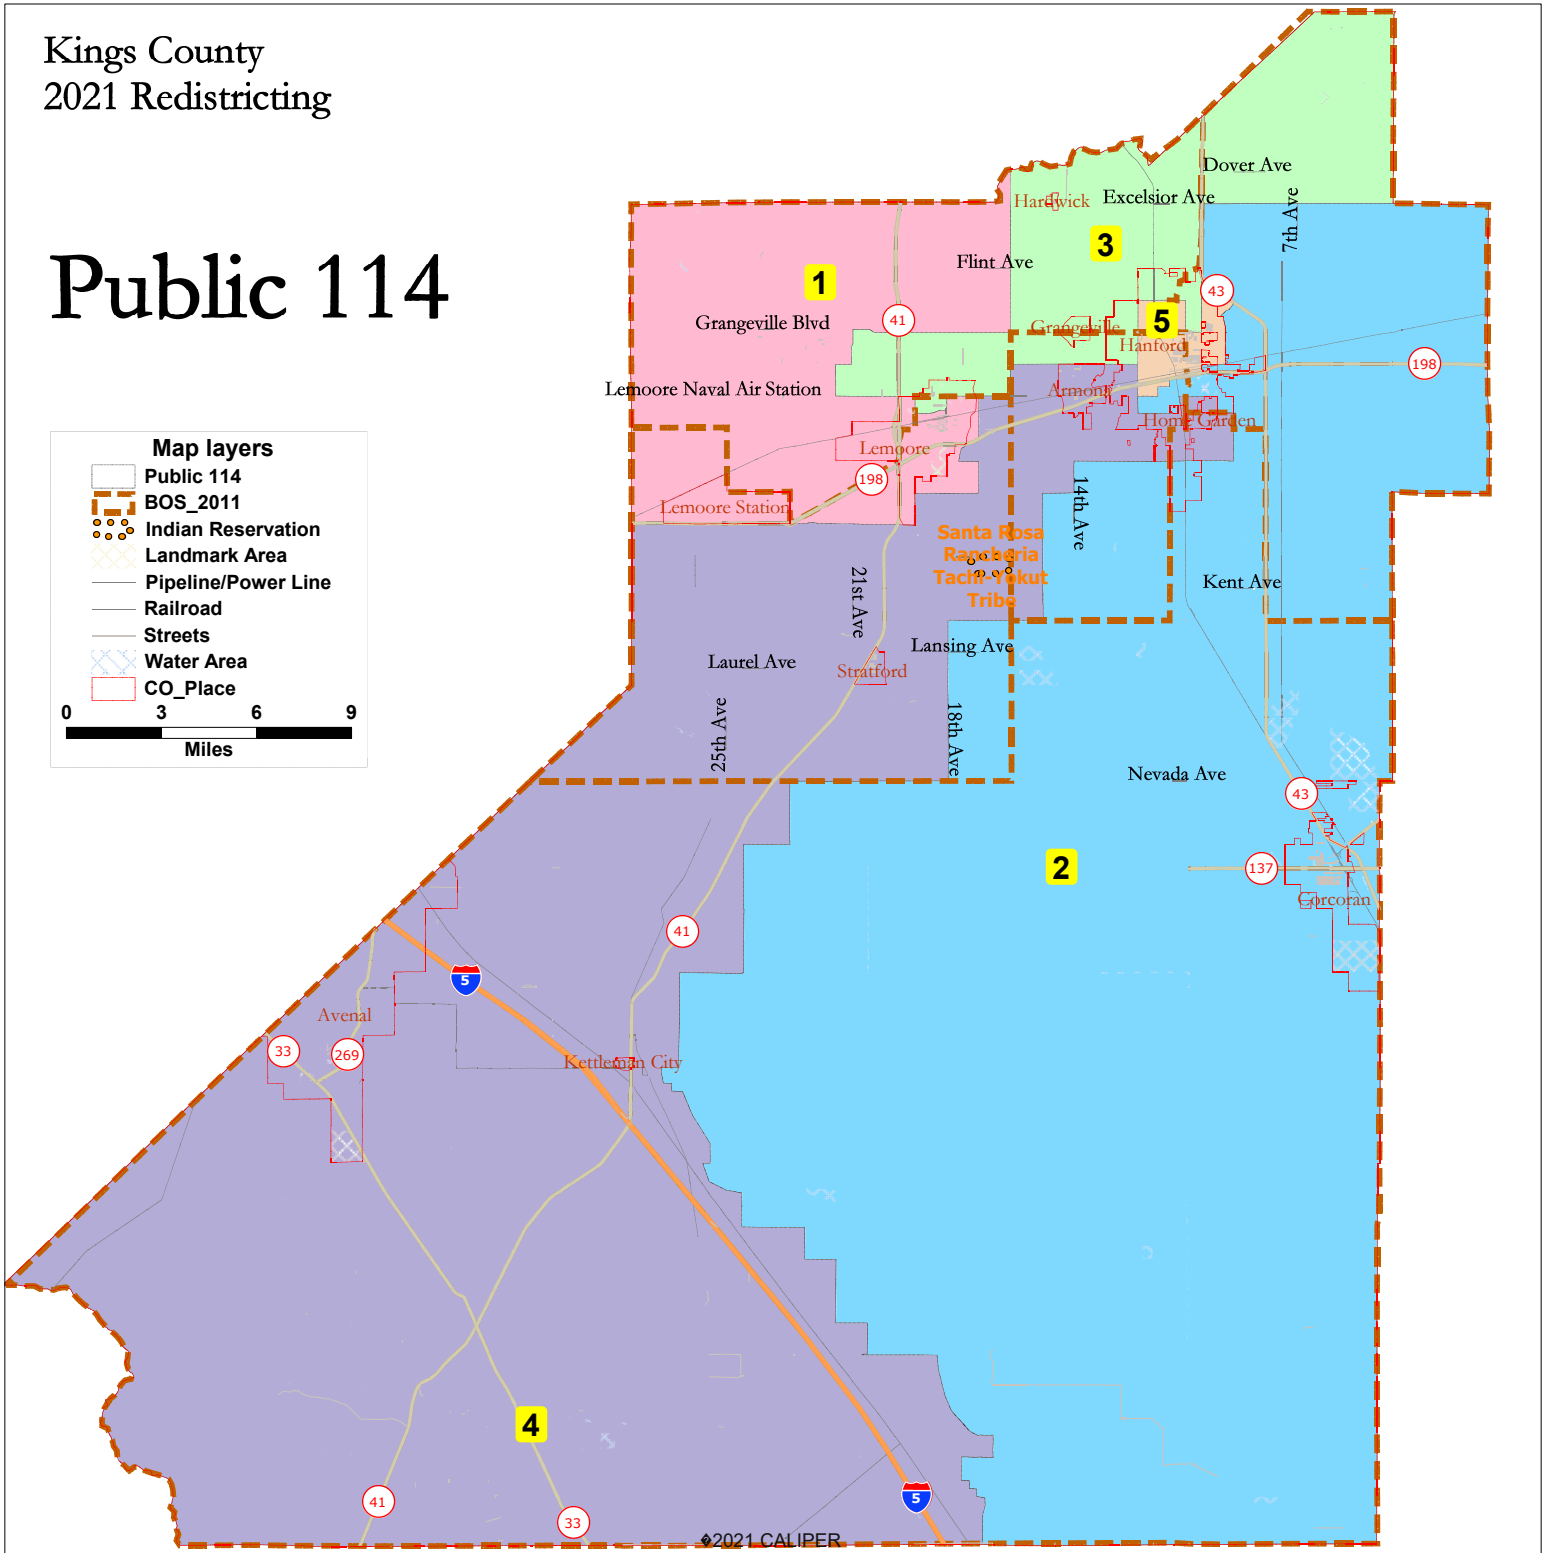 Kings County
2021 Redistricting
Public 114
Map layers
Public 114
BOS_2011
Indian Reservation
Landmark Area
Pipeline/Power Line
Railroad
Streets
Water Area
CO_Place
0 3 6 9
Miles
Dover Ave
Excelsior Ave
Hardwick
7th Ave
3
Flint Ave
1
43
41
Grangeville Blvd
5
Grangeville
Hanford
198
Lemoore Naval Air Station
Armona
Home Garden
Lemoore
198
Lemoore Station
14th Ave
Santa Rosa
Rancheria
Tachi-Yokut
Tribe
21st Ave
Kent Ave
Lansing Ave
Laurel Ave
Stratford
25th Ave
18th Ave
Nevada Ave
43
2
137
Corcoran
41
5
Avenal
33
269
Kettleman City
4
41
33
5
�2021 CALIPER